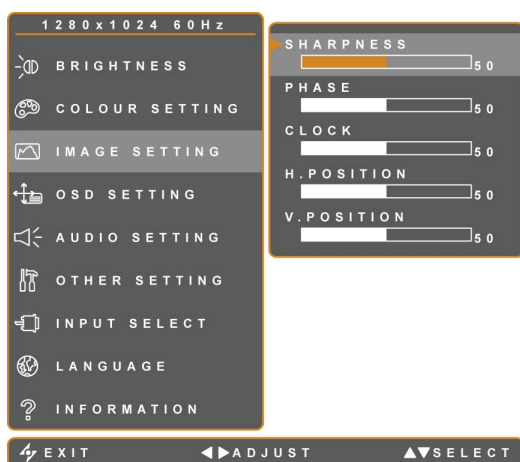 1280x1024 60Hz
BRIGHTNESS
COLOUR SETTING
IMAGE SETTING
OSD SETTING
AUDIO SETTING
OTHER SETTING
INPUT SELECT
LANGUAGE
INFORMATION
SHARPNESS
50
PHASE
50
CLOCK
50
H.POSITION
50
V.POSITION
50
EXIT ADJUST SELECT